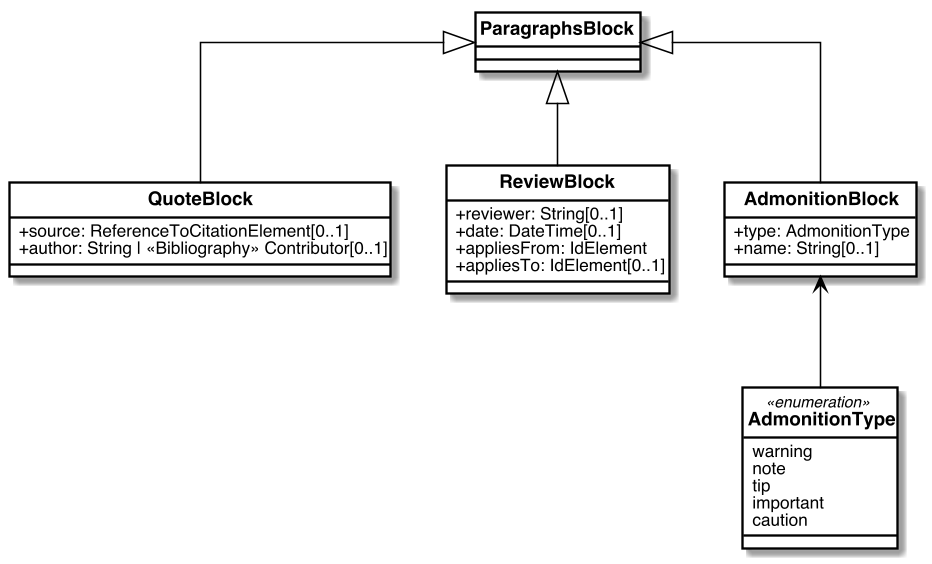 ParagraphsBlock
QuoteBlock
+source: ReferenceToCitationElement[0..1]
+author: String | «Bibliography» Contributor[0..1]
ReviewBlock
+reviewer: String[0..1]
+date: DateTime[0..1]
+appliesFrom: IdElement
+appliesTo: IdElement[0..1]
AdmonitionBlock
+type: AdmonitionType
+name: String[0..1]
«enumeration»
AdmonitionType
warning
note
tip
important
caution